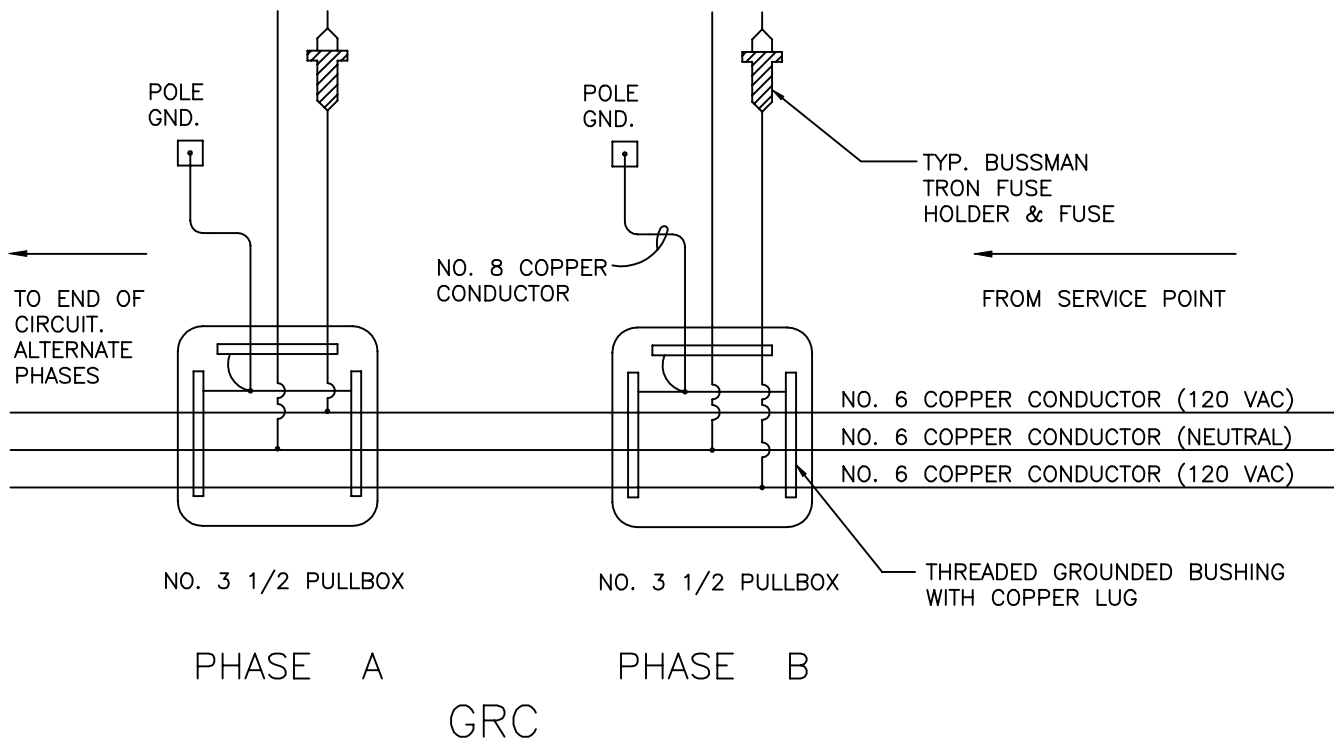 POLE
GND.
POLE
GND.
TYP. BUSSMAN
TRON FUSE
HOLDER & FUSE
NO. 8 COPPER
CONDUCTOR
TO END OF
CIRCUIT.
ALTERNATE
PHASES
FROM SERVICE POINT
NO. 6 COPPER CONDUCTOR (120 VAC)
NO. 6 COPPER CONDUCTOR (NEUTRAL)
NO. 6 COPPER CONDUCTOR (120 VAC)
NO. 3 1/2 PULLBOX
NO. 3 1/2 PULLBOX
THREADED GROUNDED BUSHING
WITH COPPER LUG
PHASE A
PHASE B
GRC